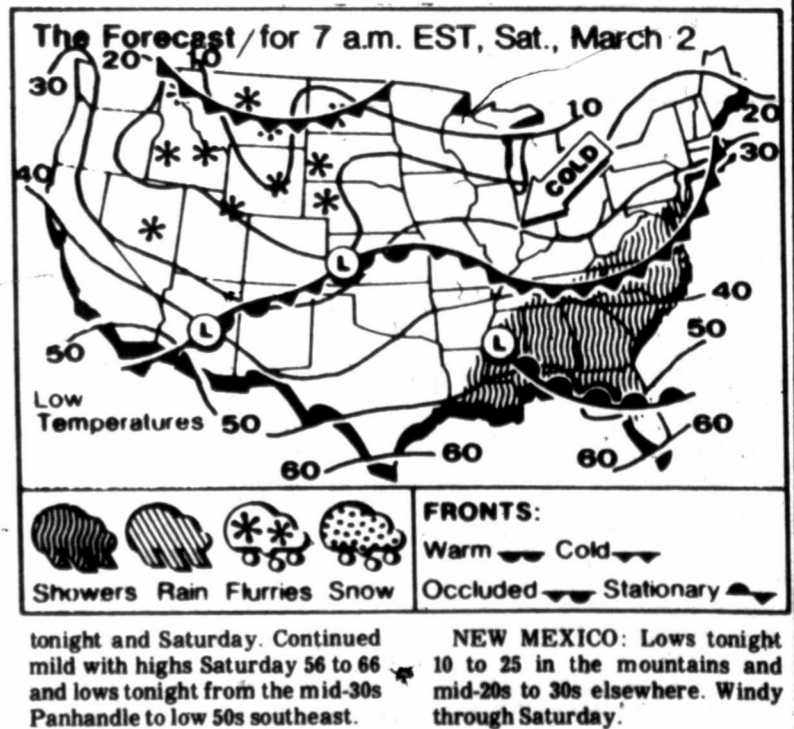 The Forecast/for 7 a.m. EST, Sat., March 2
20 10
30
10
20
40
COLD
30
L
40
L
L
50
50
Low
Temperatures 50
60
60
60
60
FRONTS:
Warm Cold
Showers Rain Flurries Snow
Occluded Stationary
tonight and Saturday. Continued
mild with highs Saturday 56 to 66
and lows tonight from the mid-30s
Panhandle to low 50s southeast.
NEW MEXICO: Lows tonight
10 to 25 in the mountains and
mid-20s to 30s elsewhere. Windy
through Saturday.